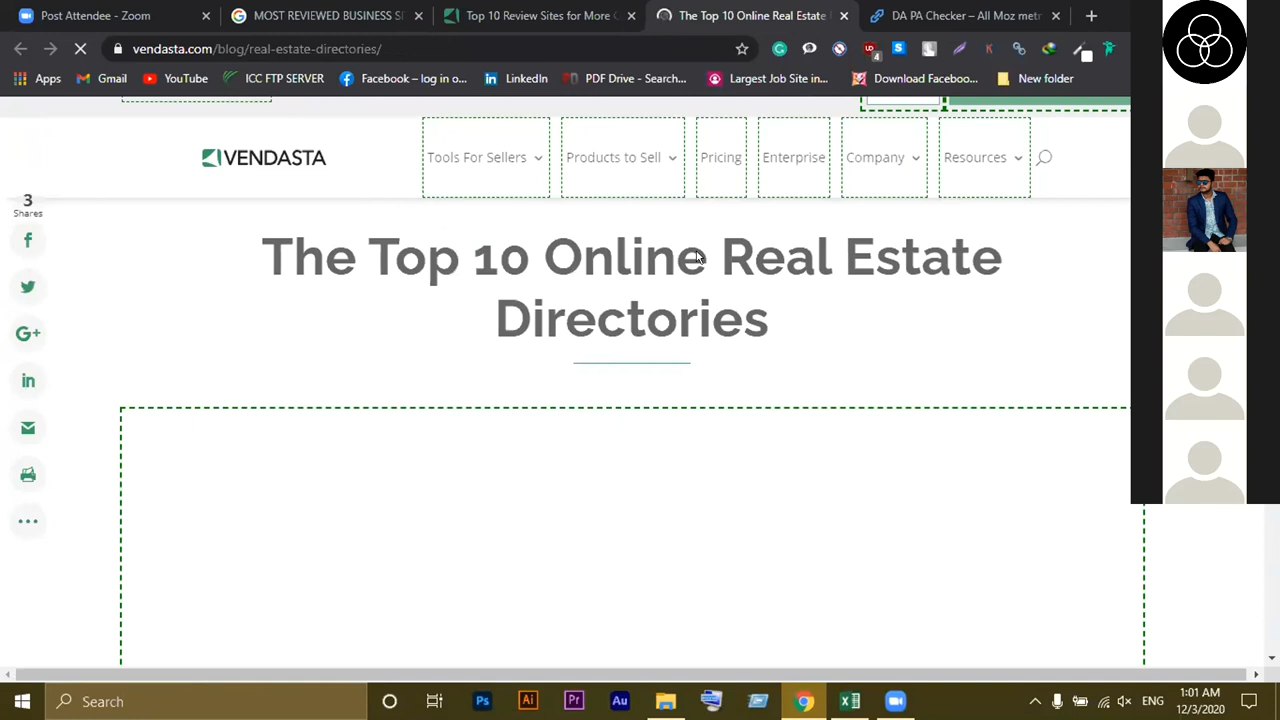 Post Attendee - Zoom
MOST REVIEWED BUSINESS S
Top 10 Review Sites for More
The Top 10 Online Real Estate
DA PA Checker – All Moz met
vendasta.com/blog/real-estate-directories/
4
Apps
Gmail
YouTube
ICC FTP SERVER
Facebook – log in o...
LinkedIn
PDF Drive - Search...
Largest Job Site in...
Download Faceboo...
New folder
VENDASTA
Tools For Sellers
Products to Sell
Pricing
Enterprise
Company
Resources
3
Shares
The Top 10 Online Real Estate
Directories
Search
ENG
1:01 AM
12/3/2020